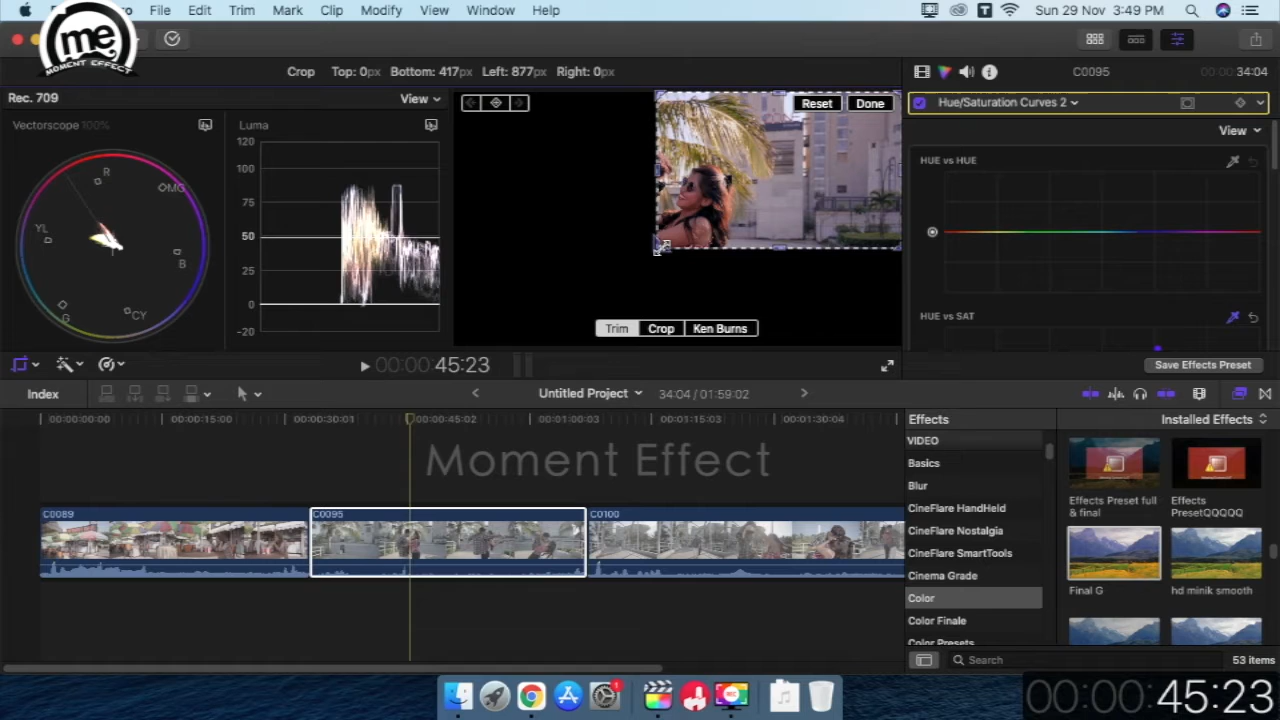 File Edit Trim Mark Clip Modify View Window Help
Sun 29 Nov 3:49 PM
me
MOMENT EFFECT
Crop Top: 0px Bottom: 417px Left: 877px Right: 0px
C0095
34:04
Rec. 709
View
Reset
Done
Hue/Saturation Curves 2
Vectorscope 100%
Luma
View
120
100
75
50
25
0
-20
R
MG
B
CY
G
YL
HUE vs HUE
HUE vs SAT
Trim
Crop
Ken Burns
00:00:45:23
Save Effects Preset
Index
Untitled Project
34:04 / 01:59:02
00:00:00:00
00:00:15:00
00:00:30:01
00:00:45:02
00:01:00:03
00:01:15:03
00:01:30:04
Effects
Installed Effects
VIDEO
Basics
Blur
CineFlare HandHeld
CineFlare Nostalgia
CineFlare SmartTools
Cinema Grade
Color
Color Finale
Color Presets
Effects Preset full & final
Effects PresetQQQQQ
Final G
hd minik smooth
Moment Effect
C0089
C0095
C0100
Search
53 items
00:00:45:23